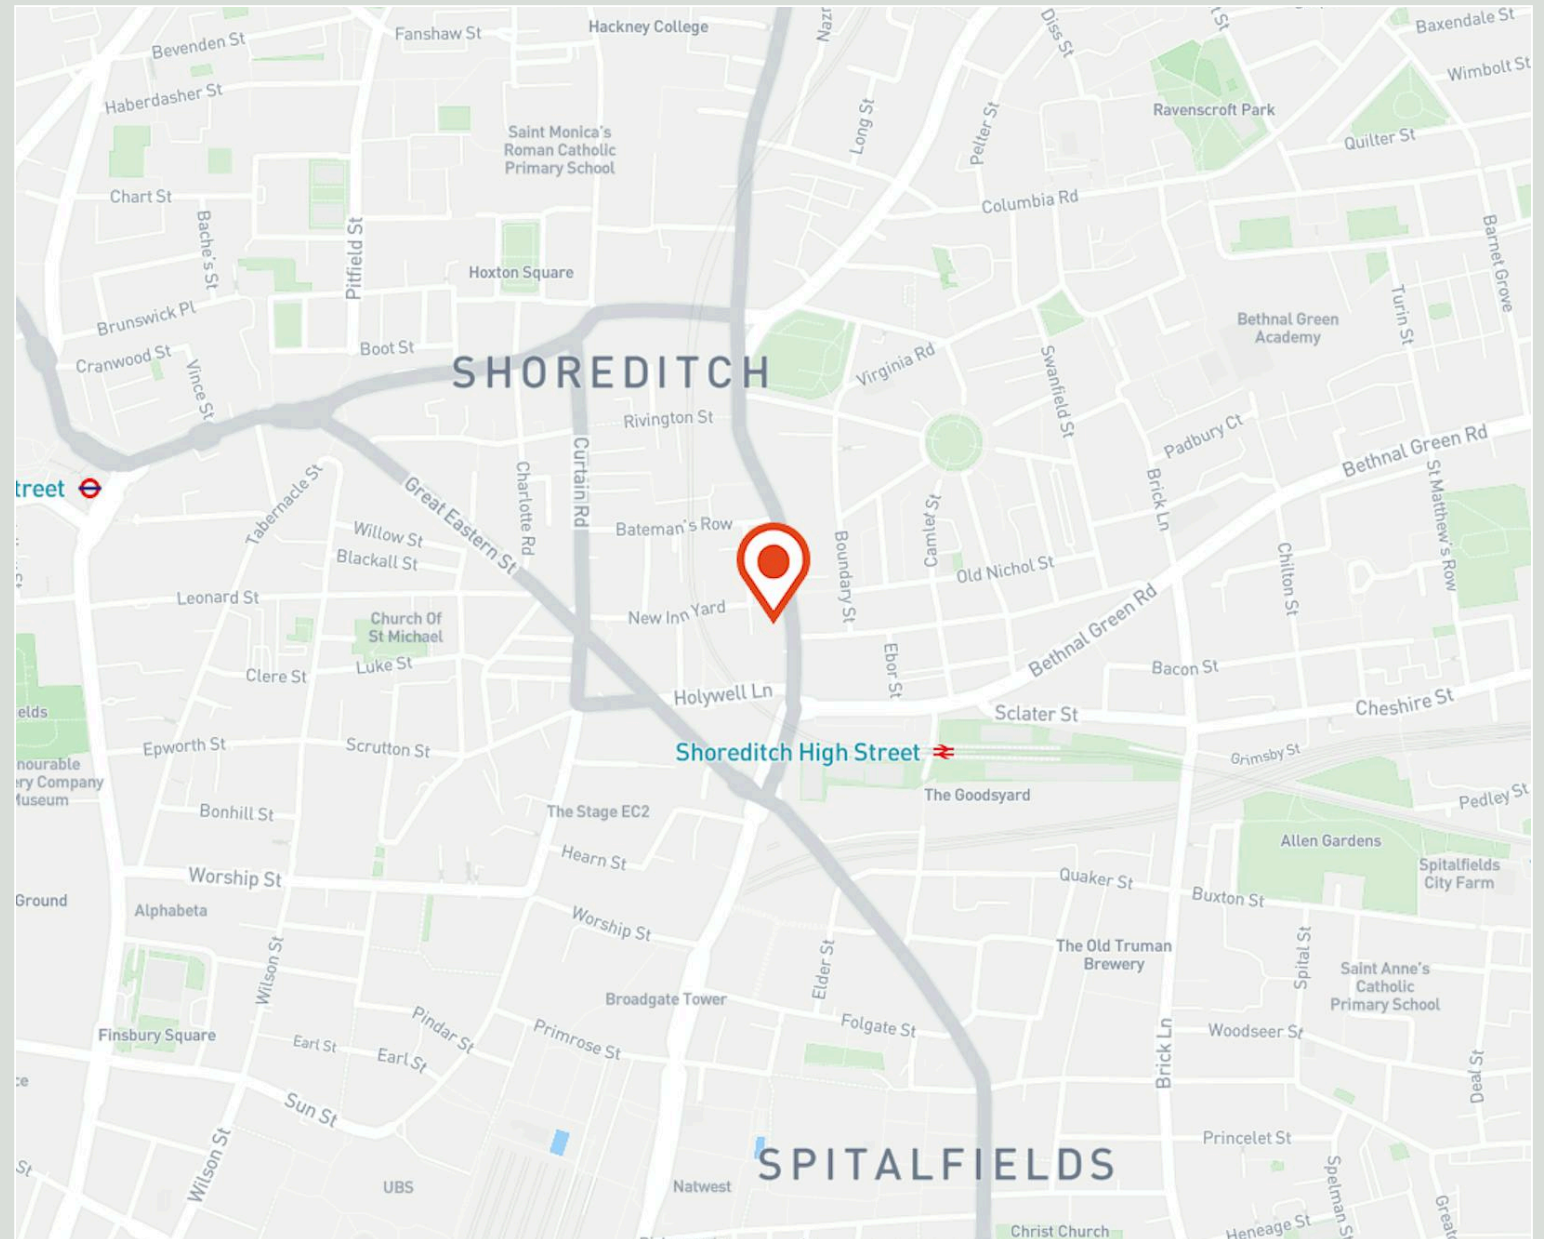 Bevenden St
Fanshaw St
Hackney College
Diss St
Baxendale St
Wimbolt St
Haberdasher St
Long St
Pelter St
Ravenscroft Park
Saint Monica's
Roman Catholic
Primary School
Quilter St
Chart St
Bache's St
Pitfield St
Columbia Rd
Barnet Grove
Hoxton Square
Brunswick Pl
Turin St
Bethnal Green
Academy
Cranwood St
Vince St
Boot St
SHOREDITCH
Virginia Rd
Swanfield St
Rivington St
Padbury Ct
Bethnal Green Rd
Curtain Rd
treet
Tabernacle St
Great Eastern St
Charlotte Rd
Brick Ln
St Matthew's Row
Willow St
Bateman's Row
Camlet St
Boundary St
Blackall St
Old Nichol St
Chilton St
Leonard St
Church Of
St Michael
New Inn Yard
Bethnal Green Rd
Clere St
Luke St
Ebor St
Bacon St
Holywell Ln
Sclater St
Cheshire St
elds
Epworth St
Scrutton St
Shoreditch High Street
Grimsby St
nourable
ery Company
Museum
Bonhill St
The Stage EC2
The Goodsyard
Pedley St
Allen Gardens
Hearn St
Spitalfields
City Farm
Worship St
Quaker St
Buxton St
Ground
Alphabeta
Worship St
Wilson St
Elder St
The Old Truman
Brewery
Spital St
Saint Anne's
Catholic
Primary School
Broadgate Tower
Finsbury Square
Pindar St
Primrose St
Folgate St
Woodseer St
Earl St
Earl St
Brick Ln
Deal St
ce
Sun St
Princelet St
St
Wilson St
SPITALFIELDS
UBS
Natwest
Spelman St
Christ Church
Heneage St
Great